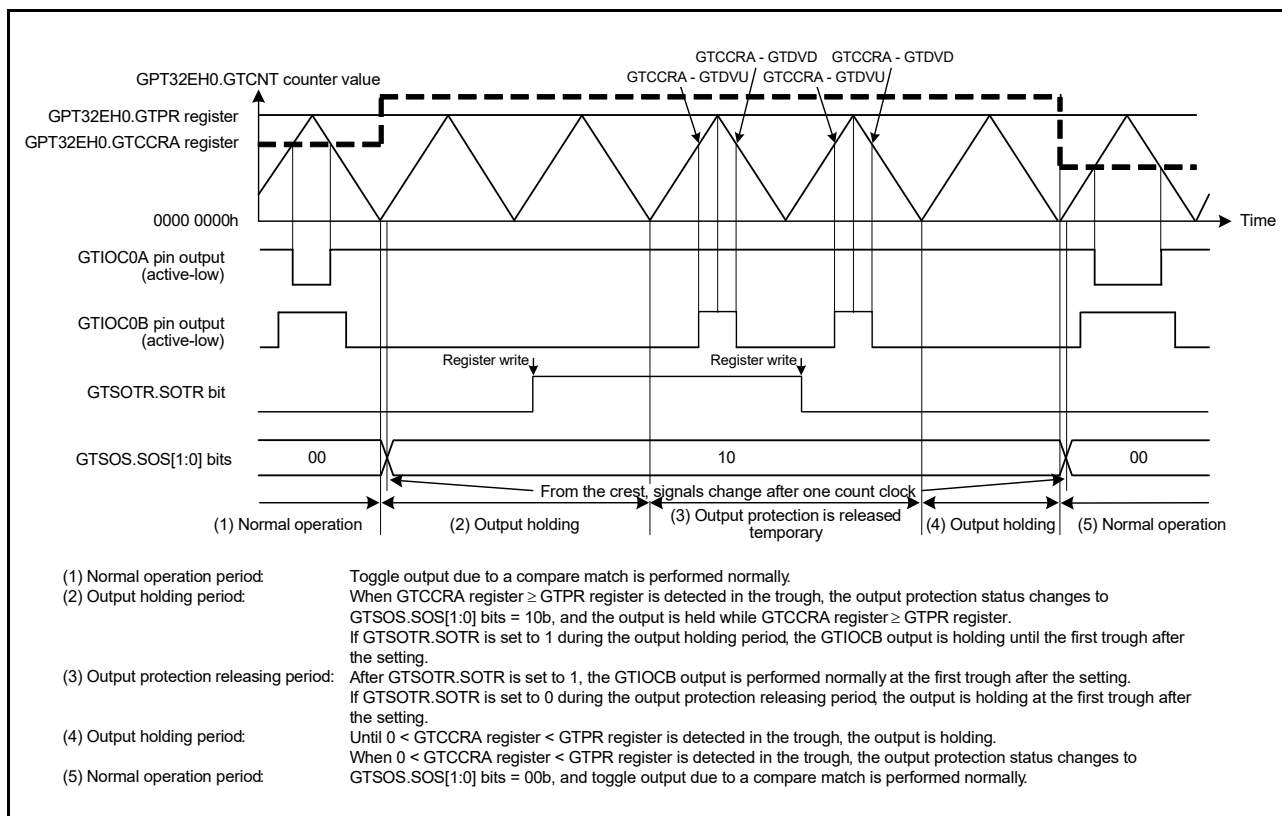 GTCCRA - GTDVD GTCCRA - GTDVD
GPT32EH0.GTCNT counter value GTCCRA - GTDVU GTCCRA - GTDVU
GPT32EH0.GTPR register
GPT32EH0.GTCCRA register
0000 0000h
Time
GTIOC0A pin output
(active-low)
GTIOC0B pin output
(active-low)
Register write Register write
GTSOTR.SOTR bit
GTSOS.SOS[1:0] bits 00 10 00
From the crest, signals change after one count clock
(1) Normal operation (2) Output holding (3) Output protection is released (4) Output holding (5) Normal operation
temporary
(1) Normal operation period: Toggle output due to a compare match is performed normally.
(2) Output holding period: When GTCCRA register ≥ GTPR register is detected in the trough, the output protection status changes to
GTSOS.SOS[1:0] bits = 10b, and the output is held while GTCCRA register ≥ GTPR register.
If GTSOTR.SOTR is set to 1 during the output holding period, the GTIOCB output is holding until the first trough after
the setting.
(3) Output protection releasing period: After GTSOTR.SOTR is set to 1, the GTIOCB output is performed normally at the first trough after the setting.
If GTSOTR.SOTR is set to 0 during the output protection releasing period, the output is holding at the first trough after
the setting.
(4) Output holding period: Until 0 < GTCCRA register < GTPR register is detected in the trough, the output is holding.
When 0 < GTCCRA register < GTPR register is detected in the trough, the output protection status changes to
(5) Normal operation period: GTSOS.SOS[1:0] bits = 00b, and toggle output due to a compare match is performed normally.